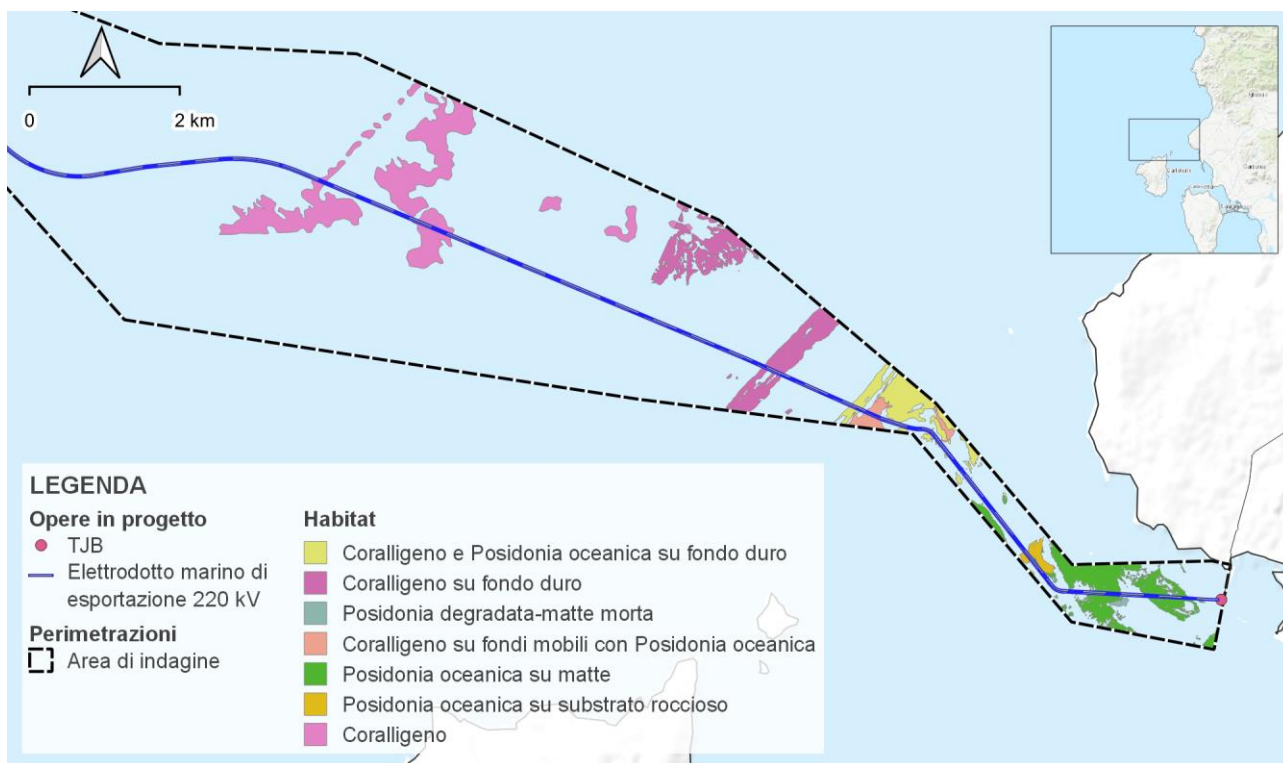 0
2 km
LEGENDA
Opere in progetto
TJB
Elettrodotto marino di
esportazione 220 kV
Perimetrazioni
Area di indagine
Habitat
Coralligeno e Posidonia oceanica su fondo duro
Coralligeno su fondo duro
Posidonia degradata-matte morta
Coralligeno su fondi mobili con Posidonia oceanica
Posidonia oceanica su matte
Posidonia oceanica su substrato roccioso
Coralligeno